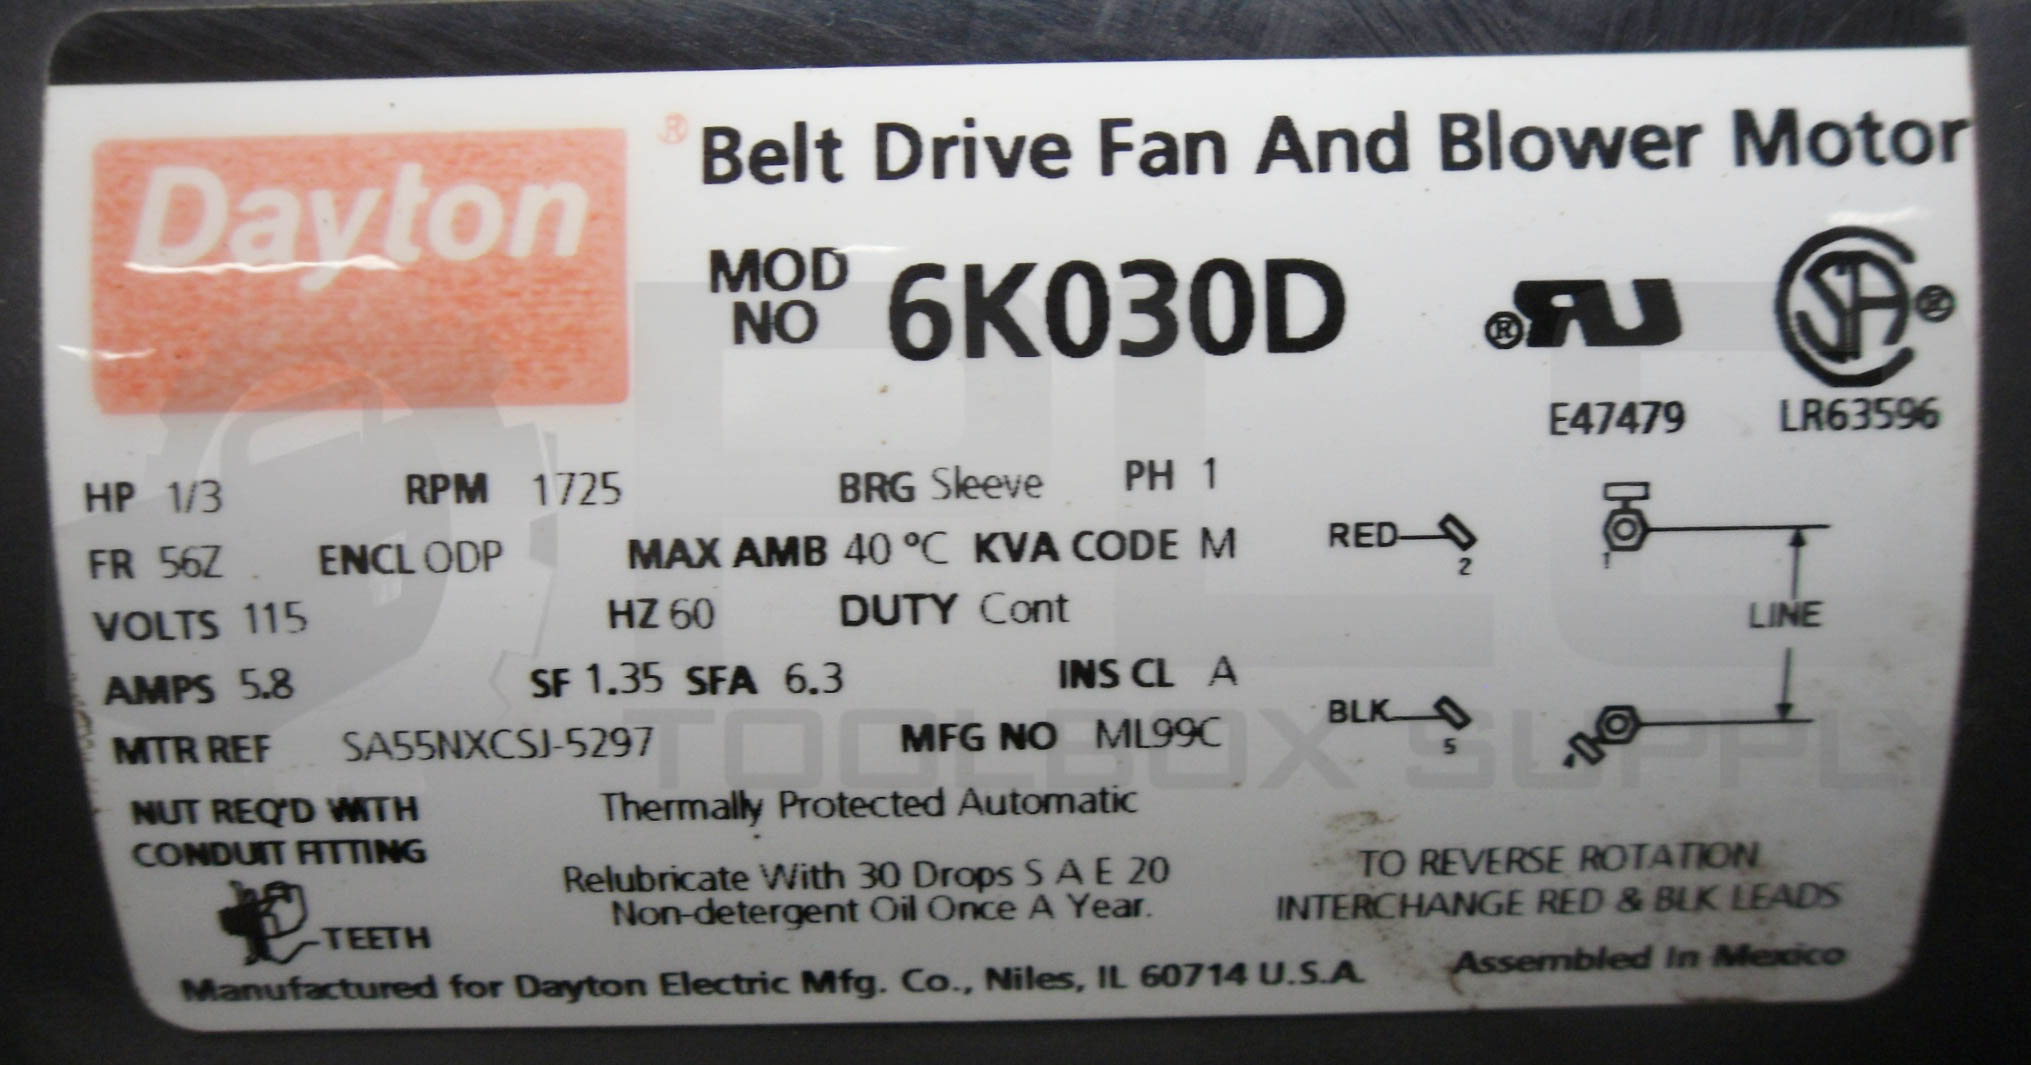 Dayton ® Belt Drive Fan And Blower Motor
MOD NO 6K030D
® RU
CSA ®
E47479 LR63596
HP 1/3 RPM 1725 BRG Sleeve PH 1
FR 56Z ENCL ODP MAX AMB 40 °C KVA CODE M
VOLTS 115 HZ 60 DUTY Cont
AMPS 5.8 SF 1.35 SFA 6.3 INS CL A
MTR REF SA55NXCSJ-5297 MFG NO ML99C
RED 2 1
LINE
BLK 5
NUT REQ'D WITH
CONDUIT FITTING
TEETH
Thermally Protected Automatic
Relubricate With 30 Drops S A E 20
Non-detergent Oil Once A Year.
TO REVERSE ROTATION
INTERCHANGE RED & BLK LEADS
Assembled In Mexico
Manufactured for Dayton Electric Mfg. Co., Niles, IL 60714 U.S.A.
PLC
TOOLBOX SUPPLY